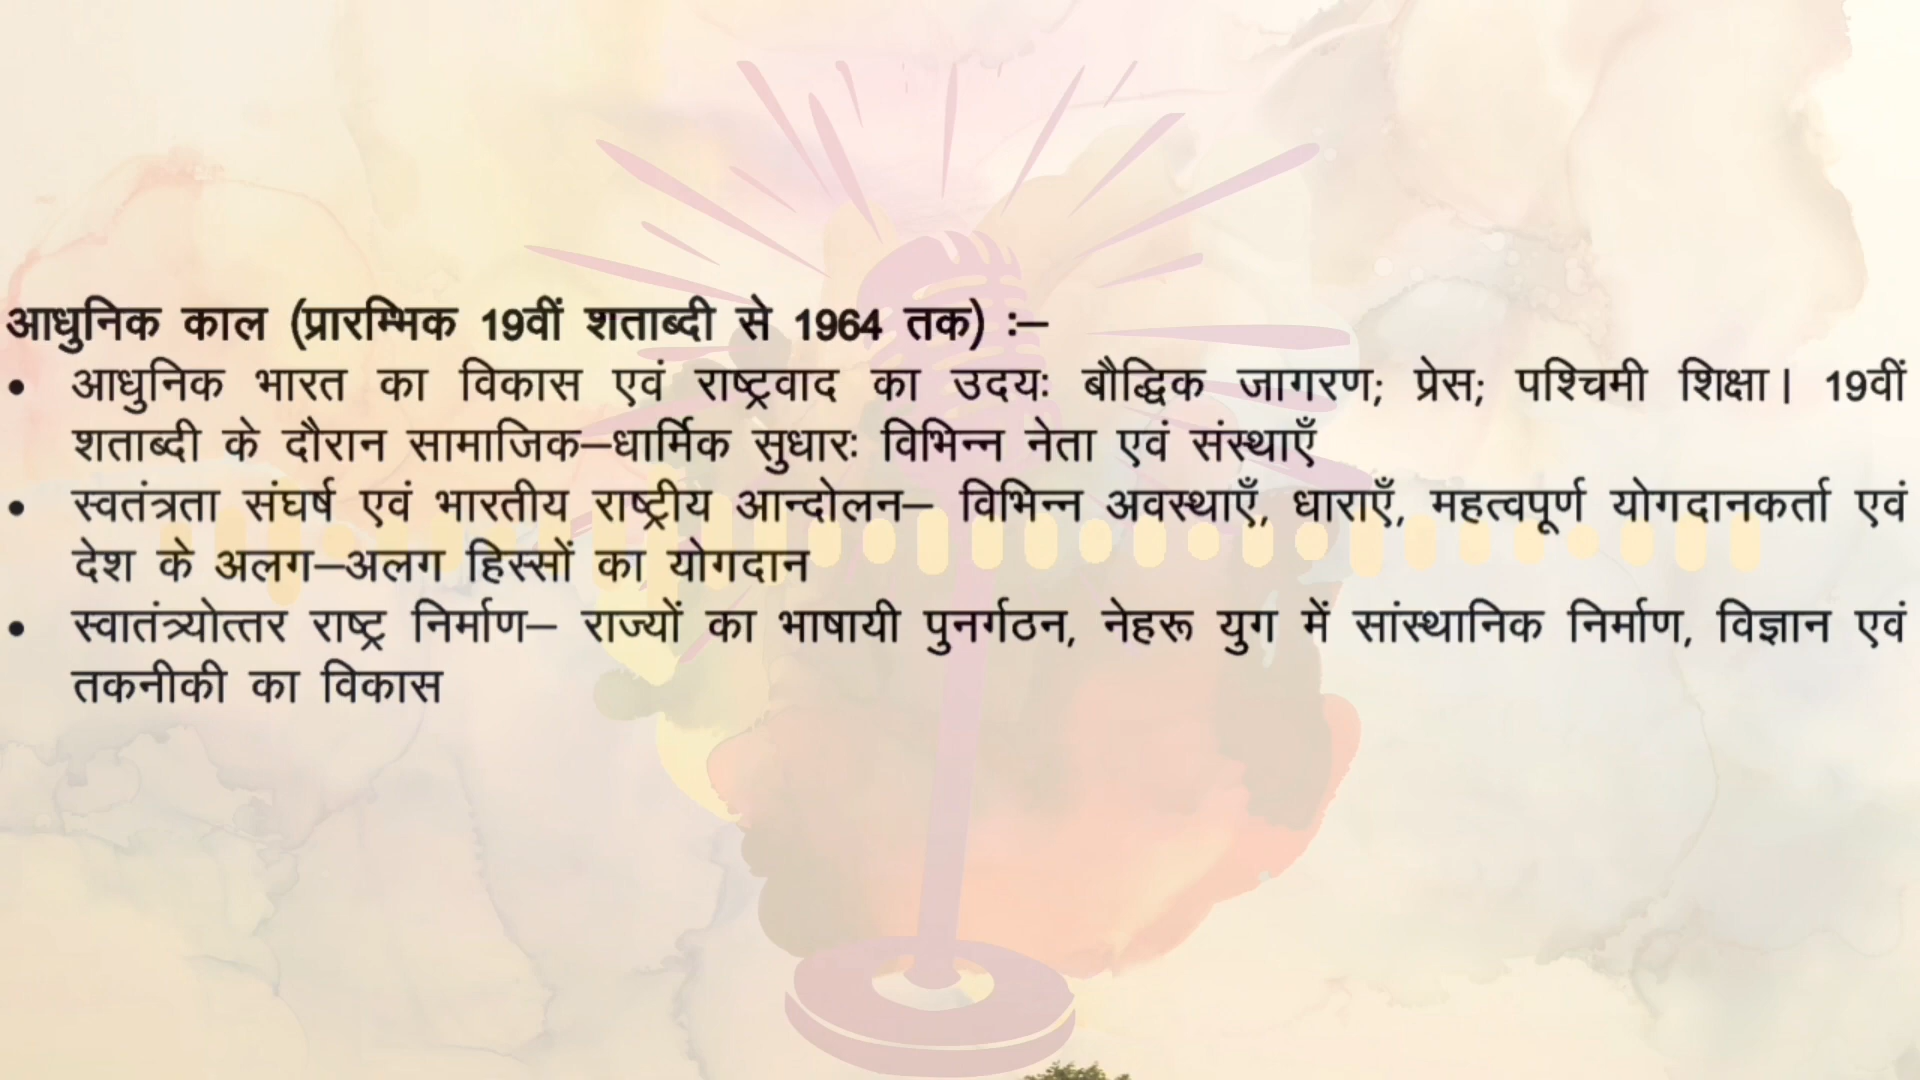 आधुनिक काल (प्रारम्भिक 19वीं शताब्दी से 1964 तक) :–
• आधुनिक भारत का विकास एवं राष्ट्रवाद का उदयः बौद्धिक जागरण; प्रेस; पश्चिमी शिक्षा। 19वीं
शताब्दी के दौरान सामाजिक–धार्मिक सुधारः विभिन्न नेता एवं संस्थाएँ
• स्वतंत्रता संघर्ष एवं भारतीय राष्ट्रीय आन्दोलन– विभिन्न अवस्थाएँ, धाराएँ, महत्वपूर्ण योगदानकर्ता एवं
देश के अलग–अलग हिस्सों का योगदान
• स्वातंत्र्योत्तर राष्ट्र निर्माण– राज्यों का भाषायी पुनर्गठन, नेहरू युग में सांस्थानिक निर्माण, विज्ञान एवं
तकनीकी का विकास